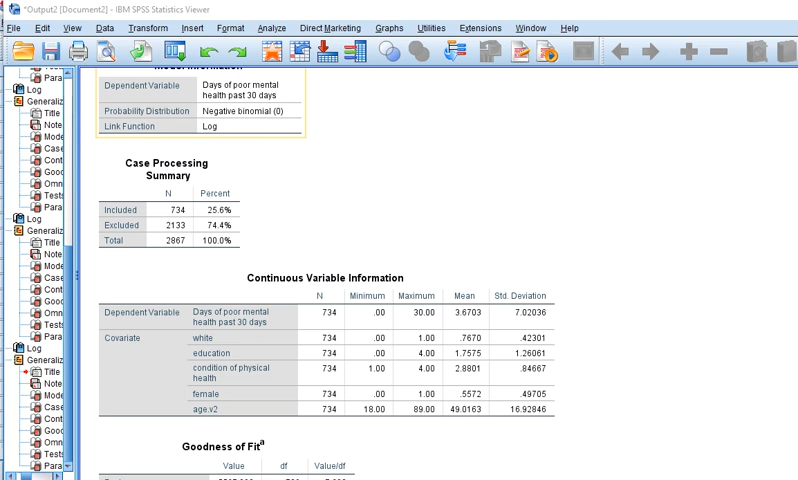 *Output2 [Document2] - IBM SPSS Statistics Viewer
File Edit View Data Transform Insert Format Analyze Direct Marketing Graphs Utilities Extensions Window Help
Para
Log
Generaliz
Title
Note
Mode
Case
Cont
Good
Omn
Tests
Para
Log
Generaliz
Title
Note
Mode
Case
Cont
Good
Omn
Tests
Para
Log
Generaliz
Title
Note
Mode
Case
Cont
Good
Omn
Tests
Para
Model Information
Dependent Variable Days of poor mental
health past 30 days
Probability Distribution Negative binomial (0)
Link Function Log
Case Processing
Summary
N Percent
Included 734 25.6%
Excluded 2133 74.4%
Total 2867 100.0%
Continuous Variable Information
N Minimum Maximum Mean Std. Deviation
Dependent Variable Days of poor mental
health past 30 days 734 .00 30.00 3.6703 7.02036
Covariate white 734 .00 1.00 .7670 .42301
education 734 .00 4.00 1.7575 1.26061
condition of physical
health 734 1.00 4.00 2.8801 .84667
female 734 .00 1.00 .5572 .49705
age.v2 734 18.00 89.00 49.0163 16.92846
Goodness of Fitᵃ
Value df Value/df